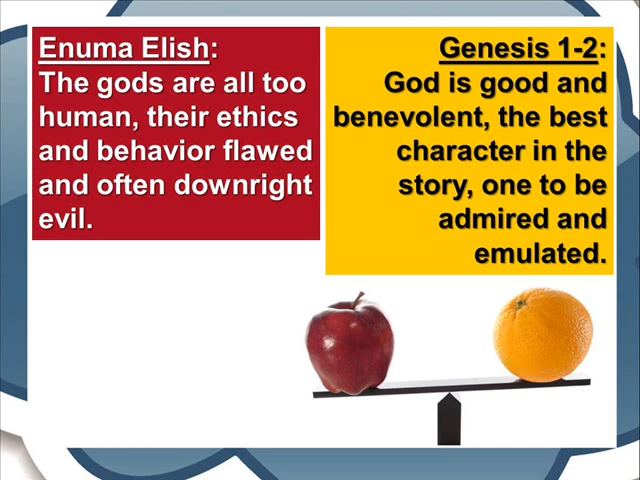 Enuma Elish:
The gods are all too
human, their ethics
and behavior flawed
and often downright
evil.
Genesis 1-2:
God is good and
benevolent, the best
character in the
story, one to be
admired and
emulated.